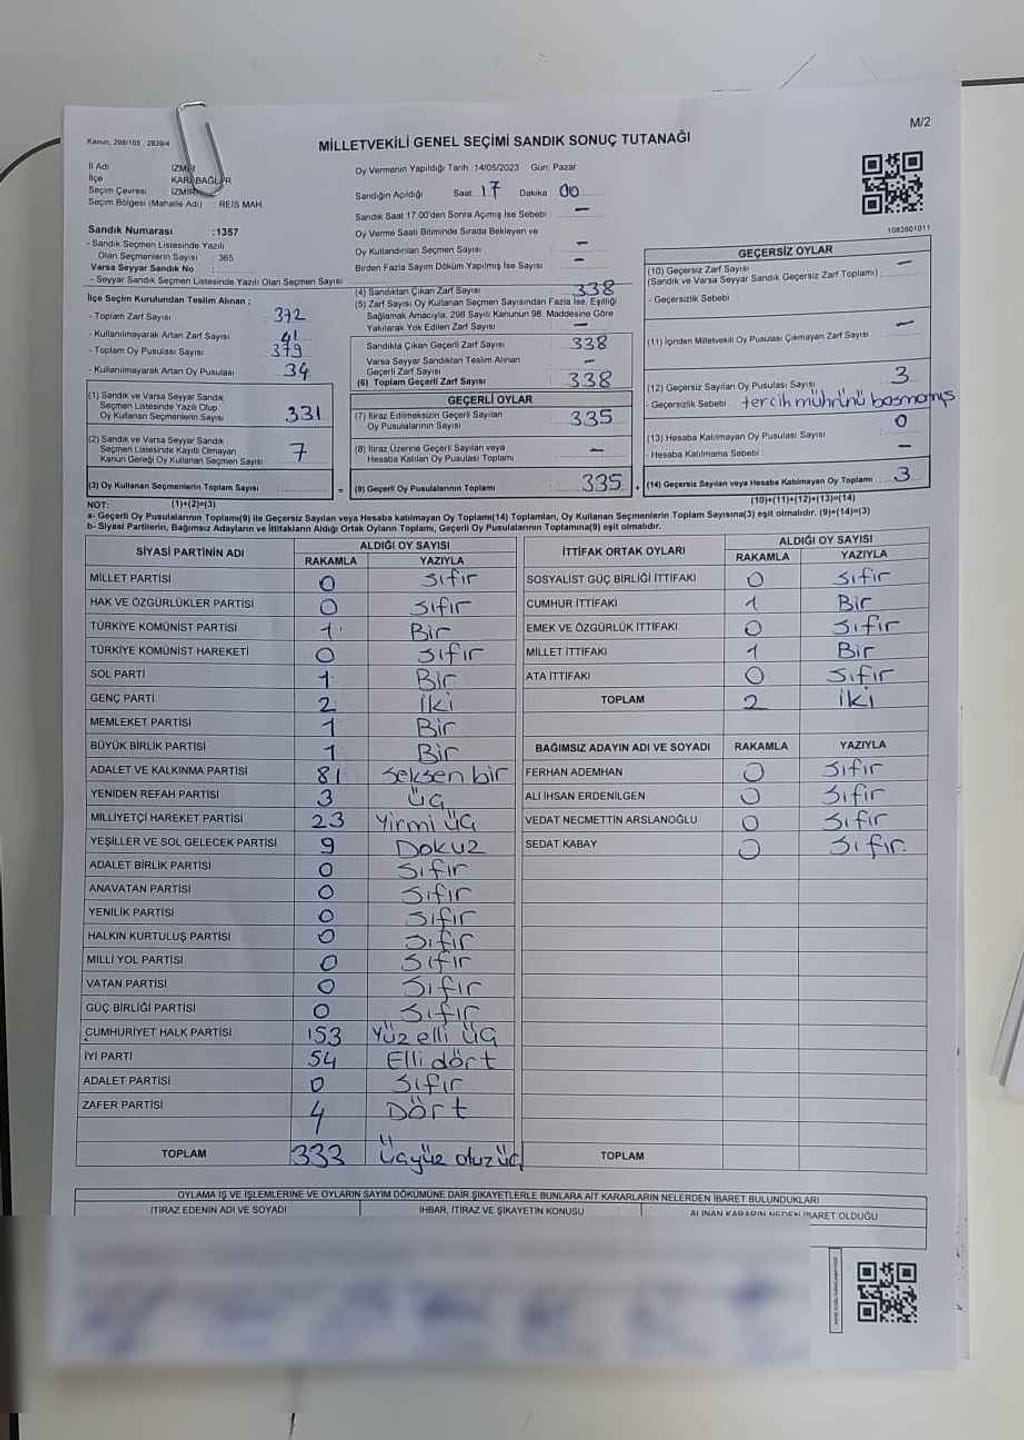 M/2
Kanun, 298/105 2839/4
MİLLETVEKİLİ GENEL SEÇİMİ SANDIK SONUÇ TUTANAĞI
İl Adı İZMİR
İlçe KARABAĞLAR
Seçim Çevresi İZMİR
Seçim Bölgesi (Mahalle Adı) : REİS MAH.
Sandık Numarası :1357
- Sandık Seçmen Listesinde Yazılı
Olan Seçmenlerin Sayısı : 365
Varsa Seyyar Sandık No :
- Seyyar Sandık Seçmen Listesinde Yazılı Olan Seçmen Sayısı
Oy Vermenin Yapıldığı Tarih :14/05/2023 Gün: Pazar
Sandığın Açıldığı Saat 17 Dakika 00
Sandık Saat 17.00'den Sonra Açımış İse Sebebi : -
Oy Verme Saati Bitiminde Sırada Bekleyen ve
Oy Kullandırılan Seçmen Sayısı : -
Birden Fazla Sayım Döküm Yapılmış İse Sayısı : -
1083601011
İlçe Seçim Kurulundan Teslim Alınan ;
- Toplam Zarf Sayısı : 372
- Kullanılmayarak Artan Zarf Sayısı : 41
- Toplam Oy Pusulası Sayısı : 379
- Kullanılmayarak Artan Oy Pusulası : 34
(1) Sandık ve Varsa Seyyar Sandık
Seçmen Listesinde Yazılı Olup
Oy Kullanan Seçmenlerin Sayısı 331
(2) Sandık ve Varsa Seyyar Sandık
Seçmen Listesinde Kayıtlı Olmayan
Kanun Gereği Oy Kullanan Seçmen Sayısı 7
(3) Oy Kullanan Seçmenlerin Toplam Sayısı
(4) Sandıktan Çıkan Zarf Sayısı 338
(5) Zarf Sayısı Oy Kullanan Seçmen Sayısından Fazla İse, Eşitliği
Sağlamak Amacıyla, 298 Sayılı Kanunun 98. Maddesine Göre
Yakılarak Yok Edilen Zarf Sayısı : -
Sandıkta Çıkan Geçerli Zarf Sayısı 338
Varsa Seyyar Sandıktan Teslim Alınan
Geçerli Zarf Sayısı -
(6) Toplam Geçerli Zarf Sayısı 338
GEÇERLİ OYLAR
(7) İtiraz Edilmeksizin Geçerli Sayılan
Oy Pusulalarının Sayısı 335
(8) İtiraz Üzerine Geçerli Sayılan veya
Hesaba Katılan Oy Pusulası Toplamı -
= (9) Geçerli Oy Pusulalarının Toplamı 335 +
GEÇERSİZ OYLAR
(10) Geçersiz Zarf Sayısı
(Sandık ve Varsa Seyyar Sandık Geçersiz Zarf Toplamı) : -
- Geçersizlik Sebebi :
(11) İçinden Milletvekili Oy Pusulası Çıkmayan Zarf Sayısı -
(12) Geçersiz Sayılan Oy Pusulası Sayısı 3
- Geçersizlik Sebebi : tercih mührünü basmamış
(13) Hesaba Katılmayan Oy Pusulası Sayısı 0
- Hesaba Katılmama Sebebi : -
(14) Geçersiz Sayılan veya Hesaba Katılmayan Oy Toplamı 3
NOT: (1)+(2)=(3)
(10)+(11)+(12)+(13)=(14)
a- Geçerli Oy Pusulalarının Toplamı(9) ile Geçersiz Sayılan veya Hesaba katılmayan Oy Toplamı(14) Toplamları, Oy Kullanan Seçmenlerin Toplam Sayısına(3) eşit olmalıdır. (9)+(14)=(3)
b- Siyasi Partilerin, Bağımsız Adayların ve İttifakların Aldığı Ortak Oyların Toplamı, Geçerli Oy Pusulalarının Toplamına(9) eşit olmalıdır.
SİYASİ PARTİNİN ADI ALDIĞI OY SAYISI
RAKAMLA YAZIYLA
MİLLET PARTİSİ 0 Sıfır
HAK VE ÖZGÜRLÜKLER PARTİSİ 0 Sıfır
TÜRKİYE KOMÜNİST PARTİSİ 1 Bir
TÜRKİYE KOMÜNİST HAREKETİ 0 Sıfır
SOL PARTİ 1 Bir
GENÇ PARTİ 2 İki
MEMLEKET PARTİSİ 1 Bir
BÜYÜK BİRLİK PARTİSİ 1 Bir
ADALET VE KALKINMA PARTİSİ 81 Seksen bir
YENİDEN REFAH PARTİSİ 3 Üç
MİLLİYETÇİ HAREKET PARTİSİ 23 Yirmi üç
YEŞİLLER VE SOL GELECEK PARTİSİ 9 Dokuz
ADALET BİRLİK PARTİSİ 0 Sıfır
ANAVATAN PARTİSİ 0 Sıfır
YENİLİK PARTİSİ 0 Sıfır
HALKIN KURTULUŞ PARTİSİ 0 Sıfır
MİLLİ YOL PARTİSİ 0 Sıfır
VATAN PARTİSİ 0 Sıfır
GÜÇ BİRLİĞİ PARTİSİ 0 Sıfır
CUMHURİYET HALK PARTİSİ 153 Yüz elli üç
İYİ PARTİ 54 Elli dört
ADALET PARTİSİ 0 Sıfır
ZAFER PARTİSİ 4 Dört
TOPLAM 333 Üçyüz otuz üç
İTTİFAK ORTAK OYLARI ALDIĞI OY SAYISI
RAKAMLA YAZIYLA
SOSYALİST GÜÇ BİRLİĞİ İTTİFAKI 0 Sıfır
CUMHUR İTTİFAKI 1 Bir
EMEK VE ÖZGÜRLÜK İTTİFAKI 0 Sıfır
MİLLET İTTİFAKI 1 Bir
ATA İTTİFAKI 0 Sıfır
TOPLAM 2 İki
BAĞIMSIZ ADAYIN ADI VE SOYADI RAKAMLA YAZIYLA
FERHAN ADEMHAN 0 Sıfır
ALİ İHSAN ERDENİLGEN 0 Sıfır
VEDAT NECMETTİN ARSLANOĞLU 0 Sıfır
SEDAT KABAY 0 Sıfır.
TOPLAM
OYLAMA İŞ VE İŞLEMLERİNE VE OYLARIN SAYIM DÖKÜMÜNE DAİR ŞİKAYETLERLE BUNLARA AİT KARARLARIN NELERDEN İBARET BULUNDUKLARI
İTİRAZ EDENİN ADI VE SOYADI İHBAR, İTİRAZ VE ŞİKAYETİN KONUSU ALINAN KARARIN NEDEN İBARET OLDUĞU